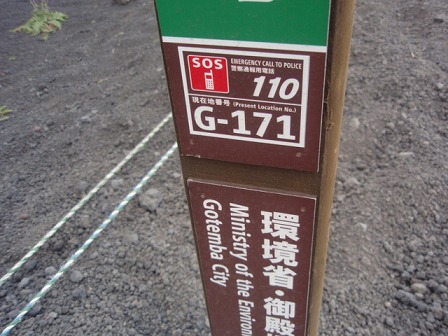 SOS
EMERGENCY CALL TO POLICE
警察通報用電話
110
現在地番号 (Present Location No.)
G-171
環境省・御殿
Ministry of the Environ
Gotemba City